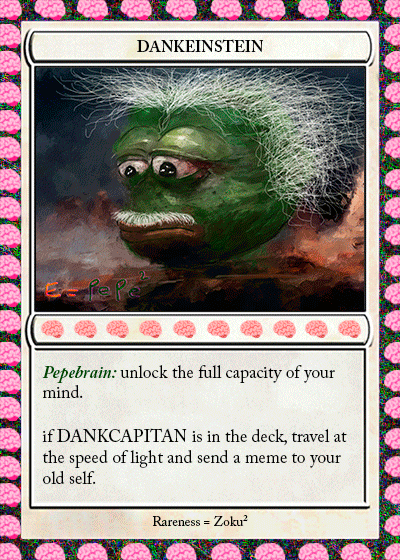 DANKEINSTEIN
E=PePe²
Pepebrain: unlock the full capacity of your
mind.
if DANKCAPITAN is in the deck, travel at
the speed of light and send a meme to your
old self.
Rareness = Zoku²